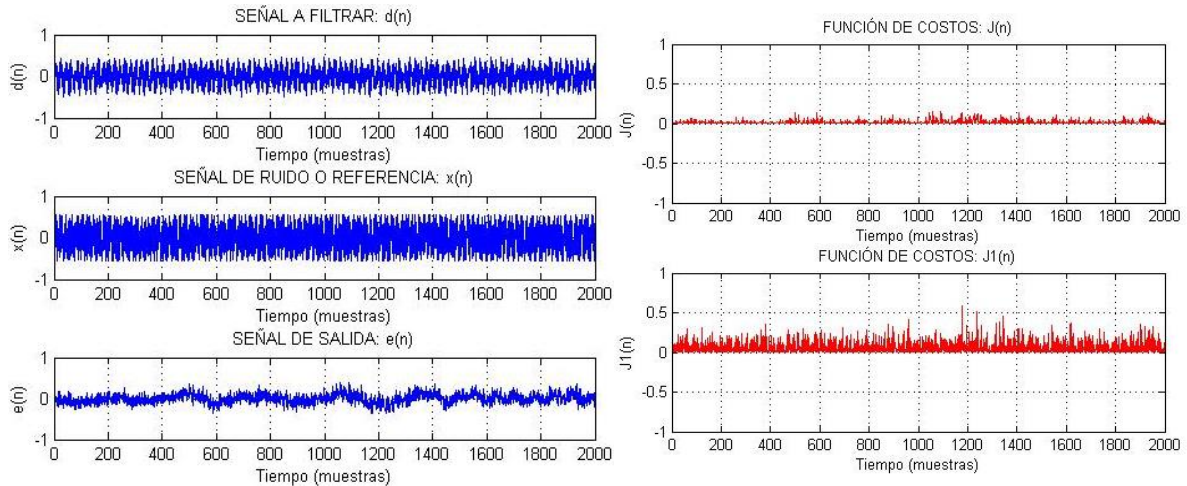 SEÑAL A FILTRAR: d(n)
1
0
-1
d(n)
0 200 400 600 800 1000 1200 1400 1600 1800 2000
Tiempo (muestras)
SEÑAL DE RUIDO O REFERENCIA: x(n)
1
0
-1
x(n)
0 200 400 600 800 1000 1200 1400 1600 1800 2000
Tiempo (muestras)
SEÑAL DE SALIDA: e(n)
1
0
-1
e(n)
0 200 400 600 800 1000 1200 1400 1600 1800 2000
Tiempo (muestras)
FUNCIÓN DE COSTOS: J(n)
1
0.5
0
-0.5
-1
J(n)
0 200 400 600 800 1000 1200 1400 1600 1800 2000
Tiempo (muestras)
FUNCIÓN DE COSTOS: J1(n)
1
0.5
0
-0.5
-1
J1(n)
0 200 400 600 800 1000 1200 1400 1600 1800 2000
Tiempo (muestras)